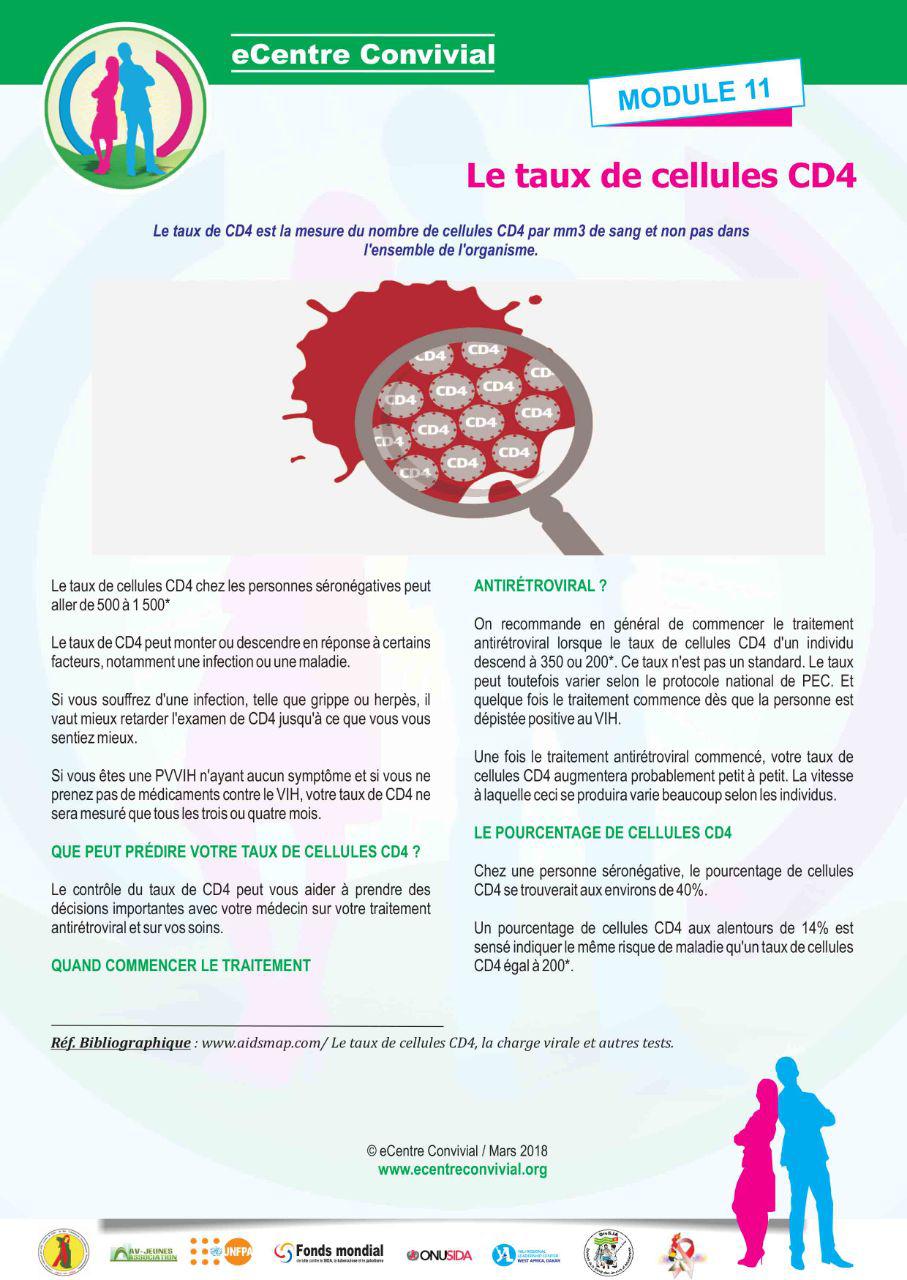 eCentre Convivial
MODULE 11
Le taux de cellules CD4
Le taux de CD4 est la mesure du nombre de cellules CD4 par mm3 de sang et non pas dans
l'ensemble de l'organisme.
CD4 CD4
CD4 CD4 CD4 CD4
CD4 CD4 CD4 CD4
CD4 CD4 CD4
Le taux de cellules CD4 chez les personnes séronégatives peut
aller de 500 à 1 500*
Le taux de CD4 peut monter ou descendre en réponse à certains
facteurs, notamment une infection ou une maladie.
Si vous souffrez d'une infection, telle que grippe ou herpès, il
vaut mieux retarder l'examen de CD4 jusqu'à ce que vous vous
sentiez mieux.
Si vous êtes une PVVIH n'ayant aucun symptôme et si vous ne
prenez pas de médicaments contre le VIH, votre taux de CD4 ne
sera mesuré que tous les trois ou quatre mois.
QUE PEUT PRÉDIRE VOTRE TAUX DE CELLULES CD4 ?
Le contrôle du taux de CD4 peut vous aider à prendre des
décisions importantes avec votre médecin sur votre traitement
antirétroviral et sur vos soins.
QUAND COMMENCER LE TRAITEMENT
ANTIRÉTROVIRAL ?
On recommande en général de commencer le traitement
antirétroviral lorsque le taux de cellules CD4 d'un individu
descend à 350 ou 200*. Ce taux n'est pas un standard. Le taux
peut toutefois varier selon le protocole national de PEC. Et
quelque fois le traitement commence dès que la personne est
dépistée positive au VIH.
Une fois le traitement antirétroviral commencé, votre taux de
cellules CD4 augmentera probablement petit à petit. La vitesse
à laquelle ceci se produira varie beaucoup selon les individus.
LE POURCENTAGE DE CELLULES CD4
Chez une personne séronégative, le pourcentage de cellules
CD4 se trouverait aux environs de 40%.
Un pourcentage de cellules CD4 aux alentours de 14% est
sensé indiquer le même risque de maladie qu'un taux de cellules
CD4 égal à 200*.
Réf. Bibliographique : www.aidsmap.com/ Le taux de cellules CD4, la charge virale et autres tests.
© eCentre Convivial / Mars 2018
www.ecentreconvivial.org
AV-JEUNES
ASSOCIATION
UNFPA
Fonds mondial
ONUSIDA
YALI REGIONAL
LEADERSHIP CENTER
WEST AFRICA, DAKAR